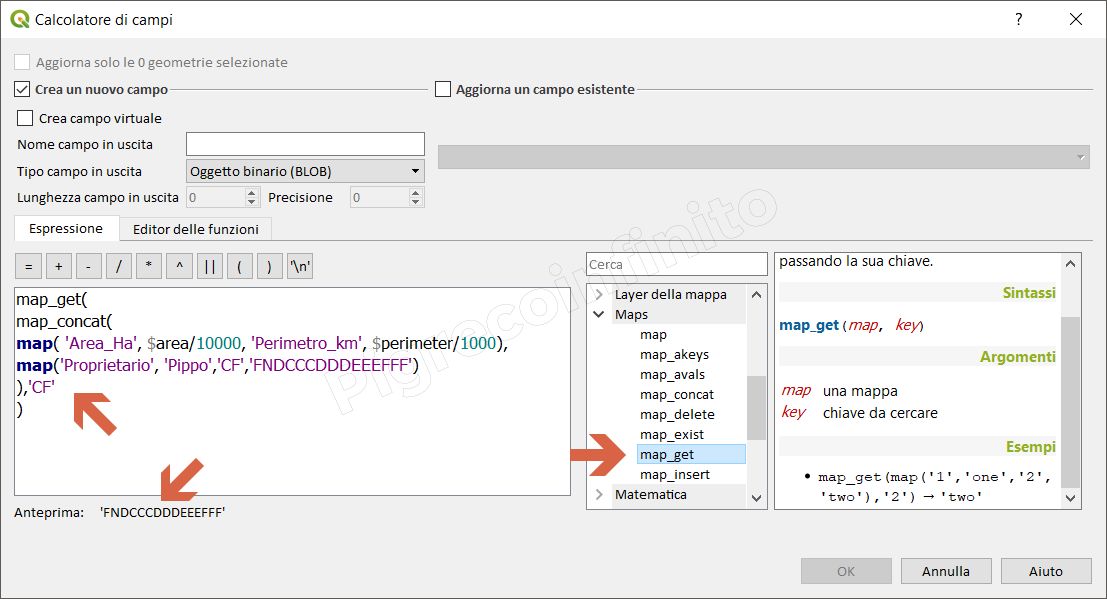 Calcolatore di campi
?
Aggiorna solo le 0 geometrie selezionate
Crea un nuovo campo
Aggiorna un campo esistente
Crea campo virtuale
Nome campo in uscita
Tipo campo in uscita
Oggetto binario (BLOB)
Lunghezza campo in uscita
0
Precisione
0
Espressione
Editor delle funzioni
= + - / * ^ || ( ) '\n'
map_get(
map_concat(
map( 'Area_Ha', $area/10000, 'Perimetro_km', $perimeter/1000),
map('Proprietario', 'Pippo','CF','FNDCCCDDDEEEFFF')
),'CF'
)
Anteprima: 'FNDCCCDDDEEEFFF'
Cerca
Layer della mappa
Maps
map
map_akeys
map_avals
map_concat
map_delete
map_exist
map_get
map_insert
Matematica
passando la sua chiave.
Sintassi
map_get(map, key)
Argomenti
map una mappa
key chiave da cercare
Esempi
• map_get(map('1','one','2',
'two'),'2') → 'two'
OK
Annulla
Aiuto
Pigrecoinfinito